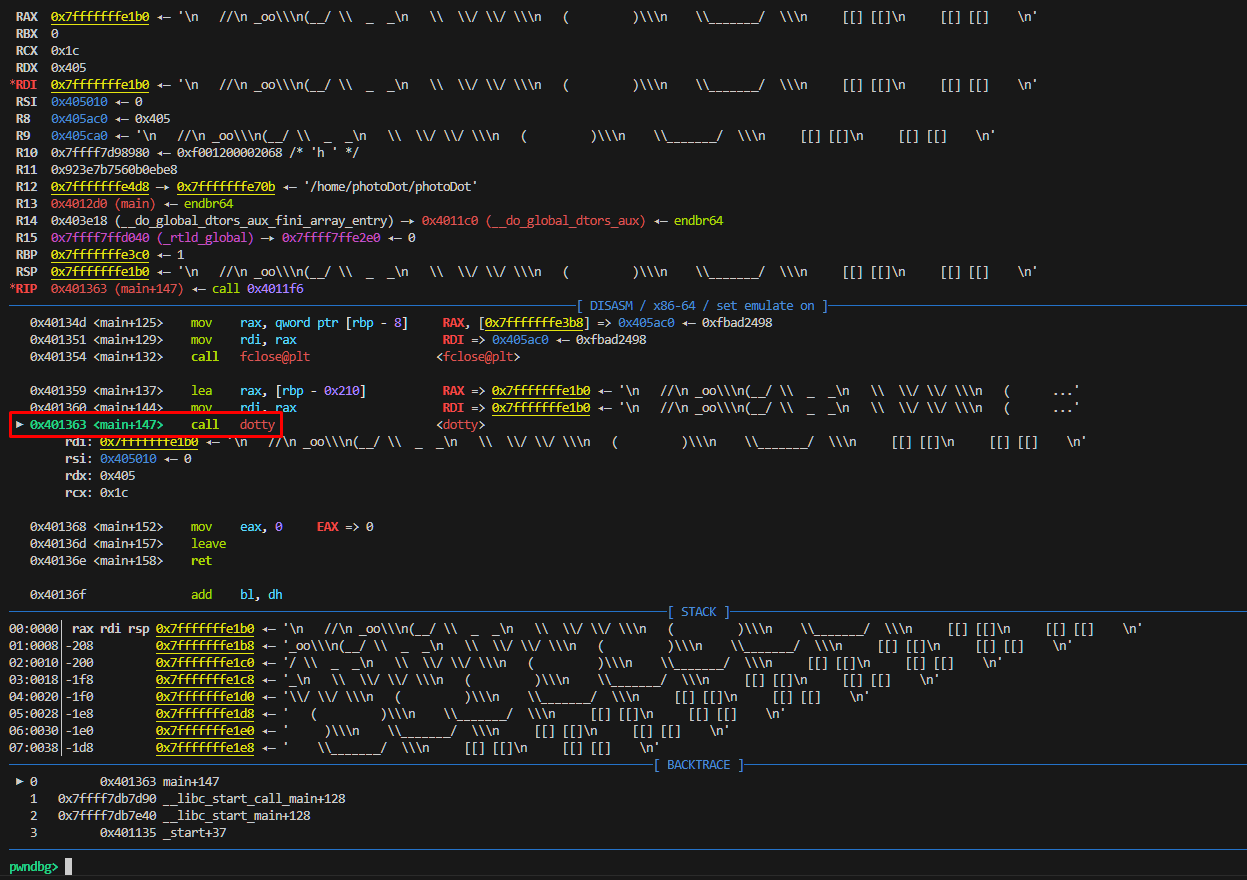 RAX 0x7fffffffe1b0 ◂— '\n   //\n _oo\\\n(__/ \\  _  _\n   \\  \\/ \\/ \\\n   (         )\\\n    \\_______/  \\\n     [[] [[]\n     [[] [[]    \n'
RBX 0
RCX 0x1c
RDX 0x405
*RDI 0x7fffffffe1b0 ◂— '\n   //\n _oo\\\n(__/ \\  _  _\n   \\  \\/ \\/ \\\n   (         )\\\n    \\_______/  \\\n     [[] [[]\n     [[] [[]    \n'
RSI 0x405010 ◂— 0
R8 0x405ac0 ◂— 0x405
R9 0x405ca0 ◂— '\n   //\n _oo\\\n(__/ \\  _  _\n   \\  \\/ \\/ \\\n   (         )\\\n    \\_______/  \\\n     [[] [[]\n     [[] [[]    \n'
R10 0x7ffff7d98980 ◂— 0xf001200002068 /* 'h ' */
R11 0x923e7b7560b0ebe8
R12 0x7fffffffe4d8 —▸ 0x7fffffffe70b ◂— '/home/photoDot/photoDot'
R13 0x4012d0 (main) ◂— endbr64
R14 0x403e18 (__do_global_dtors_aux_fini_array_entry) —▸ 0x4011c0 (__do_global_dtors_aux) ◂— endbr64
R15 0x7ffff7ffd040 (_rtld_global) —▸ 0x7ffff7ffe2e0 ◂— 0
RBP 0x7fffffffe3c0 ◂— 1
RSP 0x7fffffffe1b0 ◂— '\n   //\n _oo\\\n(__/ \\  _  _\n   \\  \\/ \\/ \\\n   (         )\\\n    \\_______/  \\\n     [[] [[]\n     [[] [[]    \n'
*RIP 0x401363 (main+147) ◂— call 0x4011f6
[ DISASM / x86-64 / set emulate on ]
0x40134d <main+125> mov rax, qword ptr [rbp - 8] RAX, [0x7fffffffe3b8] => 0x405ac0 ◂— 0xfbad2498
0x401351 <main+129> mov rdi, rax RDI => 0x405ac0 ◂— 0xfbad2498
0x401354 <main+132> call fclose@plt <fclose@plt>
0x401359 <main+137> lea rax, [rbp - 0x210] RAX => 0x7fffffffe1b0 ◂— '\n   //\n _oo\\\n(__/ \\  _  _\n   \\  \\/ \\/ \\\n   (      ...'
0x401360 <main+144> mov rdi, rax RDI => 0x7fffffffe1b0 ◂— '\n   //\n _oo\\\n(__/ \\  _  _\n   \\  \\/ \\/ \\\n   (      ...'
► 0x401363 <main+147> call dotty <dotty>
rdi: 0x7fffffffe1b0 ◂— '\n   //\n _oo\\\n(__/ \\  _  _\n   \\  \\/ \\/ \\\n   (         )\\\n    \\_______/  \\\n     [[] [[]\n     [[] [[]    \n'
rsi: 0x405010 ◂— 0
rdx: 0x405
rcx: 0x1c
0x401368 <main+152> mov eax, 0 EAX => 0
0x40136d <main+157> leave
0x40136e <main+158> ret
0x40136f add bl, dh
[ STACK ]
00:0000│ rax rdi rsp 0x7fffffffe1b0 ◂— '\n   //\n _oo\\\n(__/ \\  _  _\n   \\  \\/ \\/ \\\n   (         )\\\n    \\_______/  \\\n     [[] [[]\n     [[] [[]    \n'
01:0008│-208 0x7fffffffe1b8 ◂— '_oo\\\n(__/ \\  _  _\n   \\  \\/ \\/ \\\n   (         )\\\n    \\_______/  \\\n     [[] [[]\n     [[] [[]    \n'
02:0010│-200 0x7fffffffe1c0 ◂— '/ \\  _  _\n   \\  \\/ \\/ \\\n   (         )\\\n    \\_______/  \\\n     [[] [[]\n     [[] [[]    \n'
03:0018│-1f8 0x7fffffffe1c8 ◂— '_\n   \\  \\/ \\/ \\\n   (         )\\\n    \\_______/  \\\n     [[] [[]\n     [[] [[]    \n'
04:0020│-1f0 0x7fffffffe1d0 ◂— '\\/ \\/ \\\n   (         )\\\n    \\_______/  \\\n     [[] [[]\n     [[] [[]    \n'
05:0028│-1e8 0x7fffffffe1d8 ◂— '   (         )\\\n    \\_______/  \\\n     [[] [[]\n     [[] [[]    \n'
06:0030│-1e0 0x7fffffffe1e0 ◂— '     )\\\n    \\_______/  \\\n     [[] [[]\n     [[] [[]    \n'
07:0038│-1d8 0x7fffffffe1e8 ◂— '    \\_______/  \\\n     [[] [[]\n     [[] [[]    \n'
[ BACKTRACE ]
► 0 0x401363 main+147
1 0x7ffff7db7d90 __libc_start_call_main+128
2 0x7ffff7db7e40 __libc_start_main+128
3 0x401135 _start+37
pwndbg>